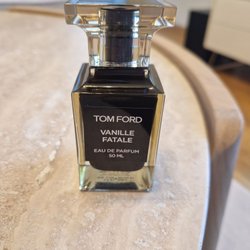 TOM FORD
VANILLE
FATALE
EAU DE PARFUM
50 ML